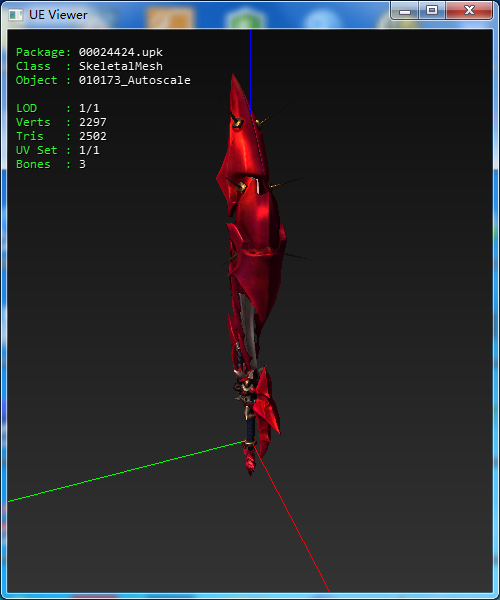 UE Viewer
Package: 00024424.upk
Class : SkeletalMesh
Object : 010173_Autoscale
LOD : 1/1
Verts : 2297
Tris : 2502
UV Set : 1/1
Bones : 3